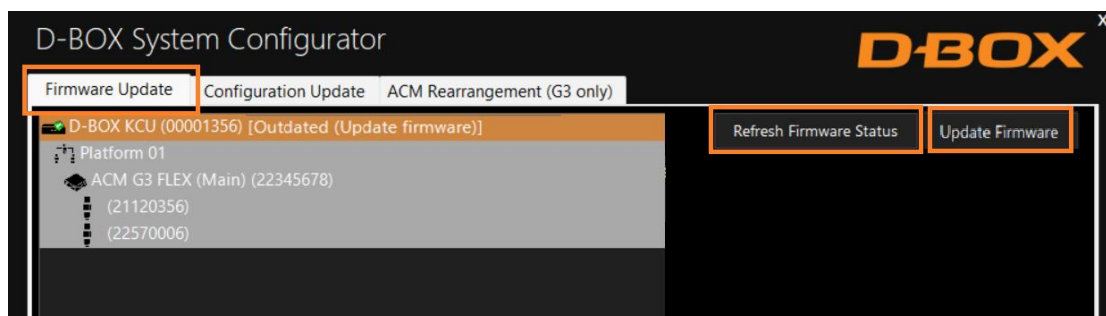 D-BOX System Configurator
D-BOX
X
Firmware Update Configuration Update ACM Rearrangement (G3 only)
D-BOX KCU (00001356) [Outdated (Update firmware)] Refresh Firmware Status Update Firmware
Platform 01
ACM G3 FLEX (Main) (22345678)
(21120356)
(22570006)